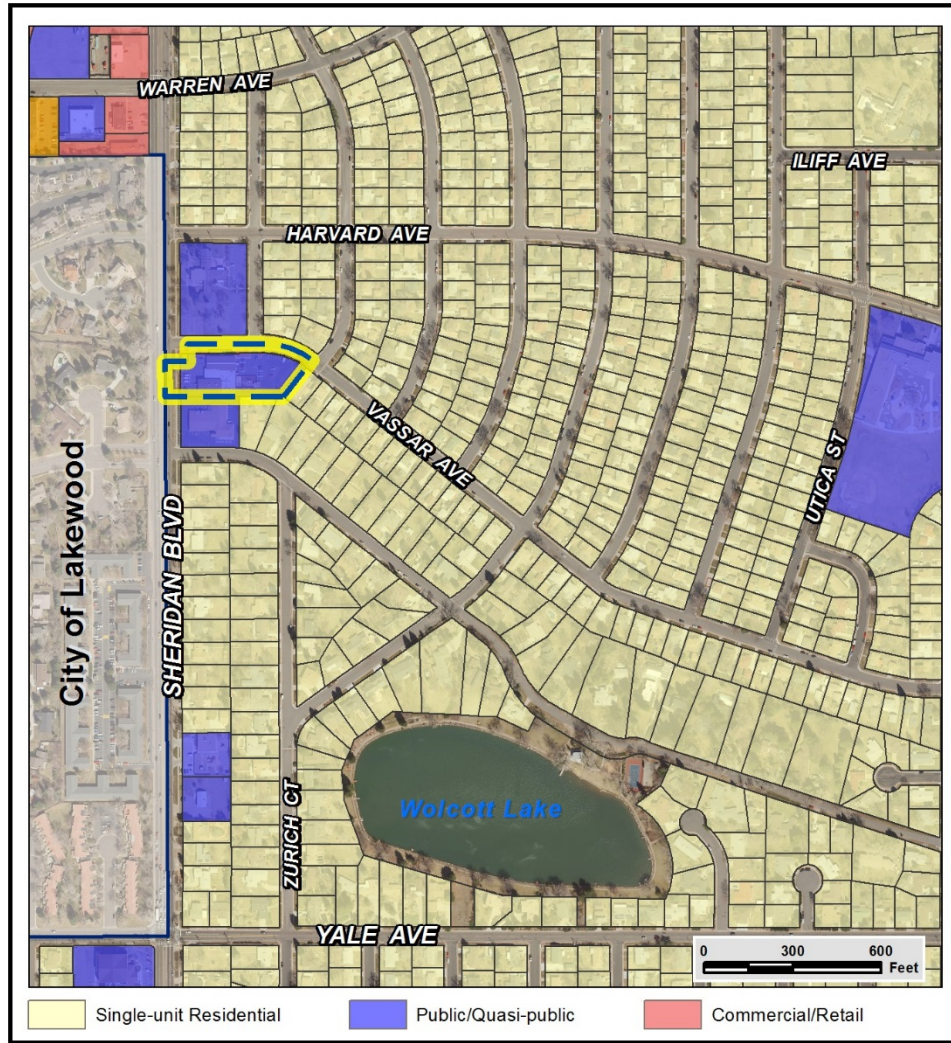 WARREN AVE
ILIFF AVE
HARVARD AVE
VASSAR AVE
UTICA ST
City of Lakewood
SHERIDAN BLVD
Wolcott Lake
ZURICH CT
YALE AVE
0 300 600
Feet
Single-unit Residential Public/Quasi-public Commercial/Retail